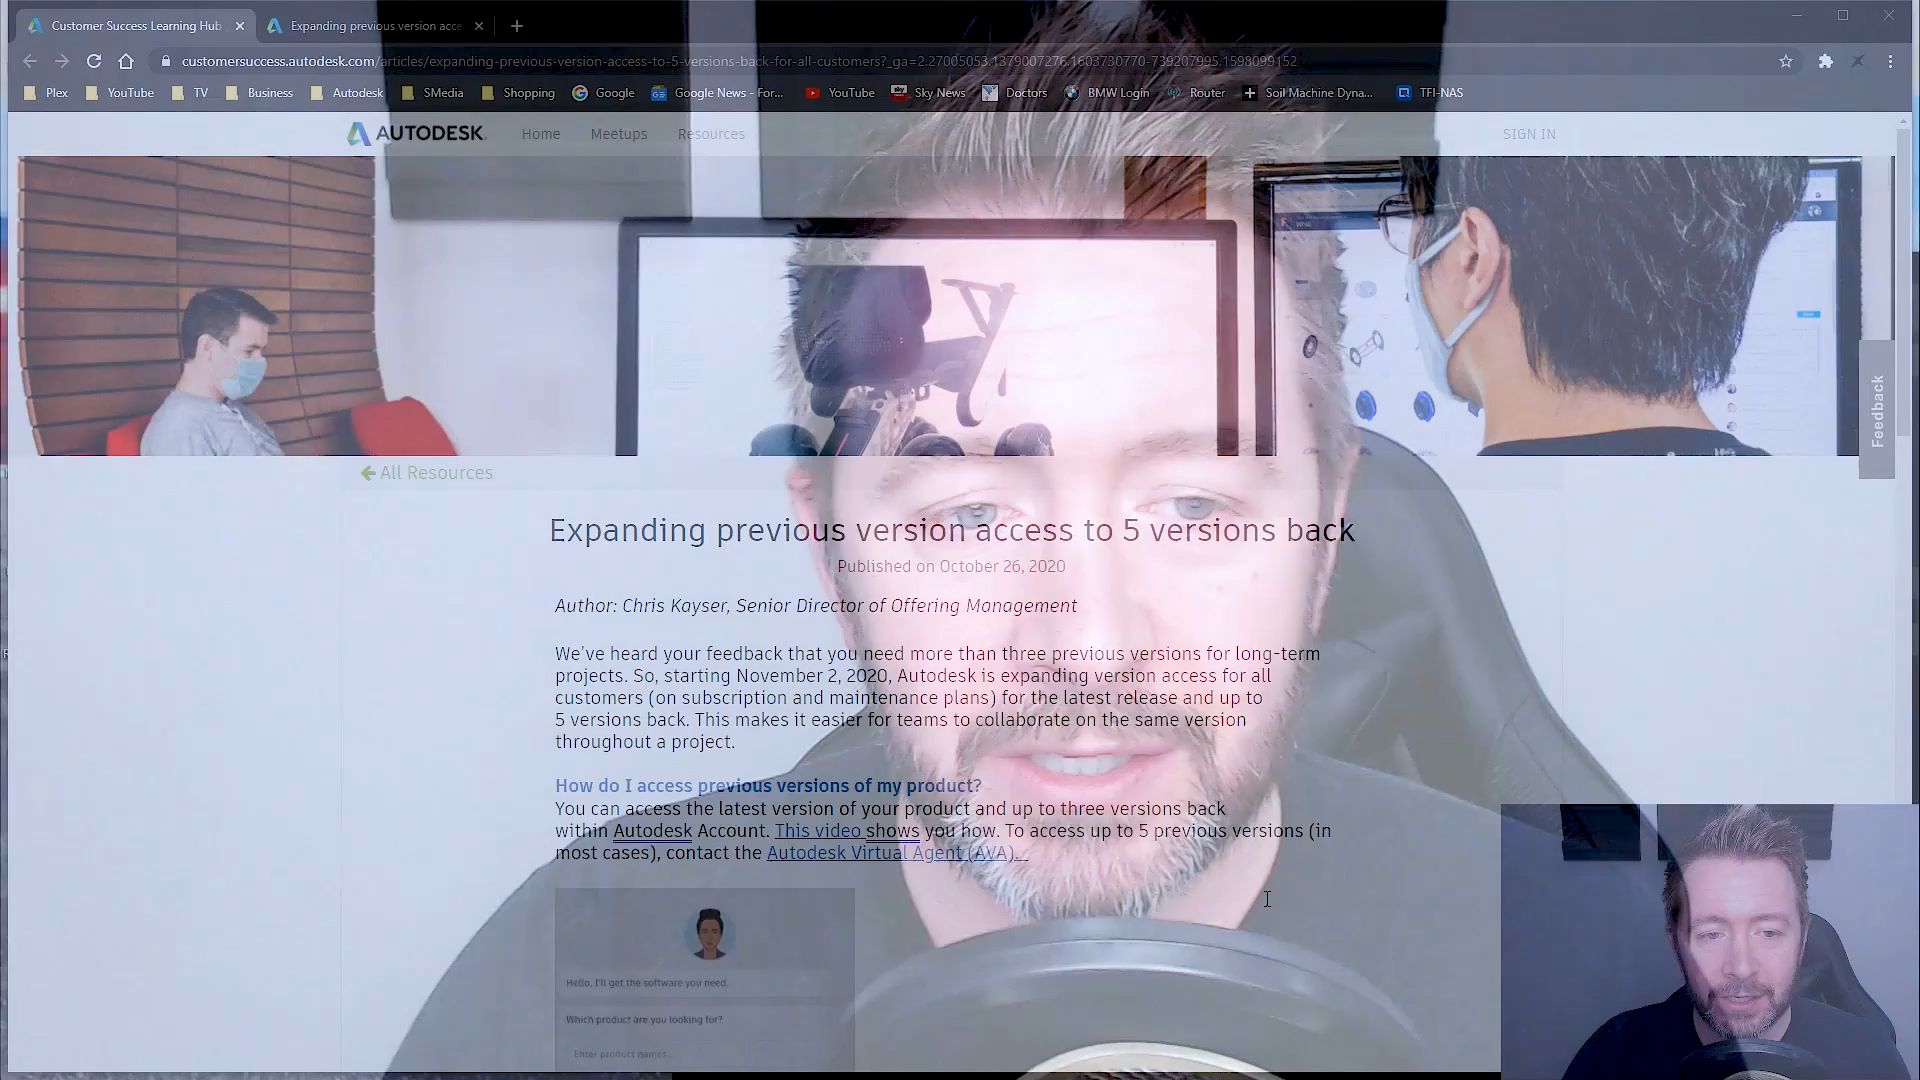 Customer Success Learning Hub
Expanding previous version acce
customersuccess.autodesk.com/articles/expanding-previous-version-access-to-5-versions-back-for-all-customers?_ga=2.27005053.1379007276.1603730770-739207995.1598099152
Plex YouTube TV Business Autodesk SMedia Shopping Google Google News - For... YouTube Sky News Doctors BMW Login Router Soil Machine Dyna... TFI-NAS
AUTODESK Home Meetups Resources SIGN IN
Feedback
All Resources
Expanding previous version access to 5 versions back
Published on October 26, 2020
Author: Chris Kayser, Senior Director of Offering Management
We've heard your feedback that you need more than three previous versions for long-term
projects. So, starting November 2, 2020, Autodesk is expanding version access for all
customers (on subscription and maintenance plans) for the latest release and up to
5 versions back. This makes it easier for teams to collaborate on the same version
throughout a project.
How do I access previous versions of my product?
You can access the latest version of your product and up to three versions back
within Autodesk Account. This video shows you how. To access up to 5 previous versions (in
most cases), contact the Autodesk Virtual Agent (AVA).
Hello, I'll get the software you need.
Which product are you looking for?
Enter product names...